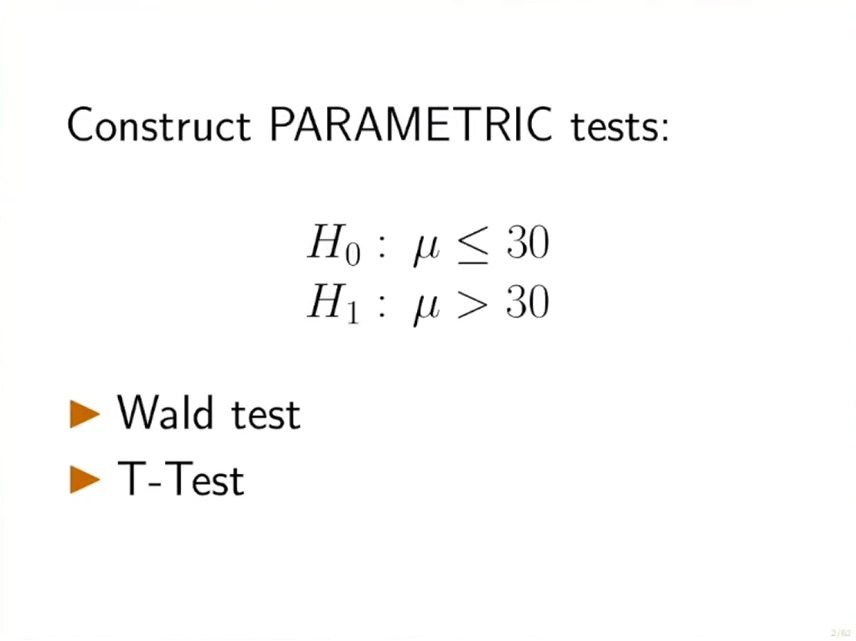 Construct PARAMETRIC tests:
H₀ : μ ≤ 30
H₁ : μ > 30
▶ Wald test
▶ T-Test